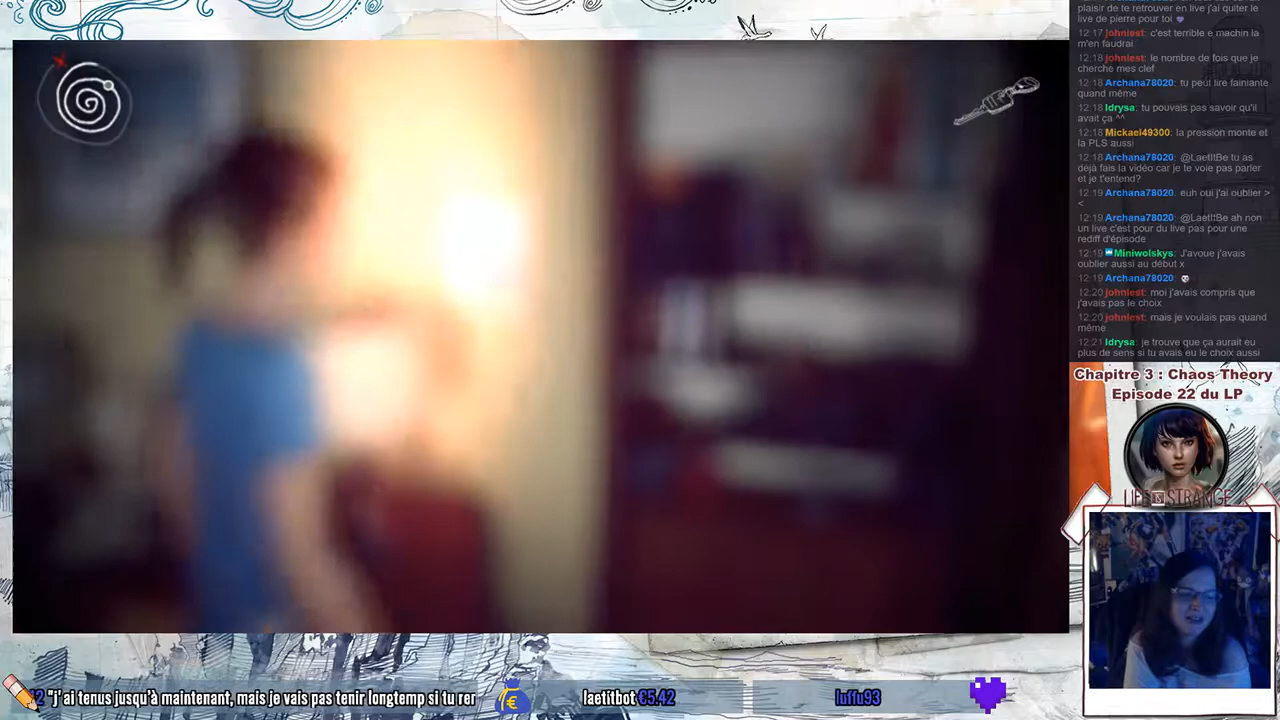 plaisir de te retrouver en live j'ai quiter le
live de pierre pour toi
12:17 johniest: c'est terrible e machin la
m'en faudrai
12:18 johniest: le nombre de fois que je
cherche mes clef
12:18 Archana78020: tu peut lire fainiante
quand même
12:18 Idrysa: tu pouvais pas savoir qu'il
avait ça ^^
12:18 Mickael49300: la pression monte et
la PLS aussi
12:18 Archana78020: @LaetItBe tu as
déjà fais la vidéo car je te voie pas parler
et je t'entend?
12:19 Archana78020: euh oui j'ai oublier >
<
12:19 Archana78020: @LaetItBe ah non
un live c'est pour du live pas pour une
rediff d'épisode
12:19 Miniwolskys: J'avoue j'avais
oublier aussi au début x
12:19 Archana78020:
12:20 johniest: moi j'avais compris que
j'avais pas le choix
12:20 johniest: mais je voulais pas quand
même
12:21 Idrysa: je trouve que ça aurait eu
plus de sens si tu avais eu le choix aussi
Chapitre 3 : Chaos Theory
Episode 22 du LP
LIFE IS STRANGE
"j'ai tenus jusqu'à maintenant, mais je vais pas tenir longtemp si tu rer
laetitbot €5.42
luffu93